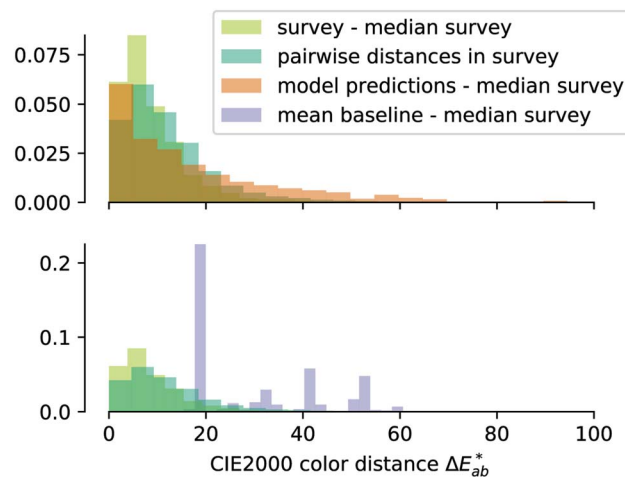 survey - median survey
pairwise distances in survey
model predictions - median survey
mean baseline - median survey
0.075
0.050
0.025
0.000
0.2
0.1
0.0
0 20 40 60 80 100
CIE2000 color distance ΔE*ab